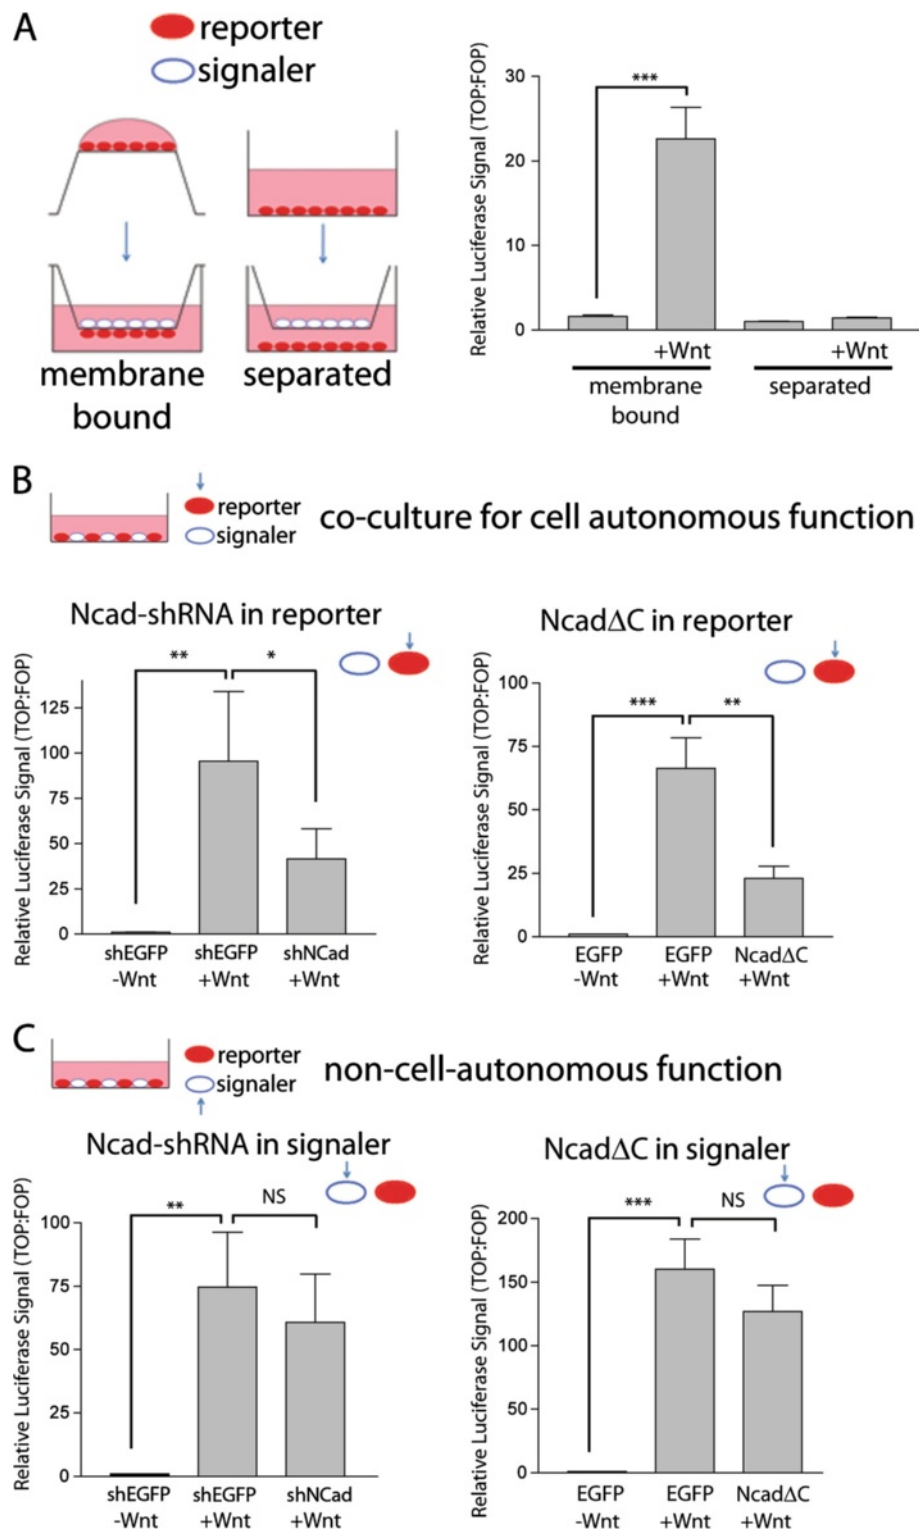 A
reporter
signaler
membrane
bound
separated
Relative Luciferase Signal (TOP:FOP)
30
20
10
0
***
+Wnt
+Wnt
membrane
bound
separated
B
reporter
signaler
co-culture for cell autonomous function
Ncad-shRNA in reporter
Relative Luciferase Signal (TOP:FOP)
125
100
75
50
25
0
**
*
shEGFP
-Wnt
shEGFP
+Wnt
shNCad
+Wnt
NcadΔC in reporter
Relative Luciferase Signal (TOP:FOP)
100
75
50
25
0
***
**
EGFP
-Wnt
EGFP
+Wnt
NcadΔC
+Wnt
C
reporter
signaler
non-cell-autonomous function
Ncad-shRNA in signaler
Relative Luciferase Signal (TOP:FOP)
100
75
50
25
0
**
NS
shEGFP
-Wnt
shEGFP
+Wnt
shNCad
+Wnt
NcadΔC in signaler
Relative Luciferase Signal (TOP:FOP)
200
150
100
50
0
***
NS
EGFP
-Wnt
EGFP
+Wnt
NcadΔC
+Wnt